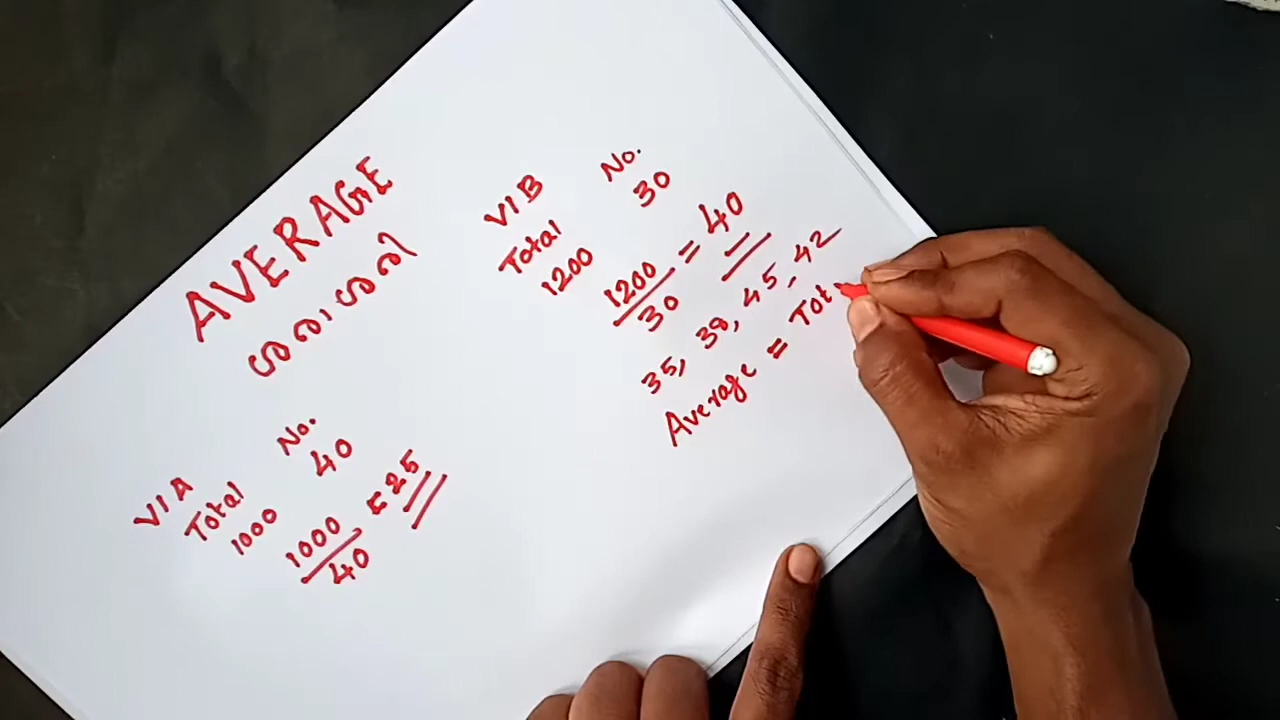 AVERAGE
ശരാശരി
VI A
Total No.
1000 40
1000/40 = 25
VI B
Total No.
1200 30
1200/30 = 40
35, 38, 45, 42
Average = Tot